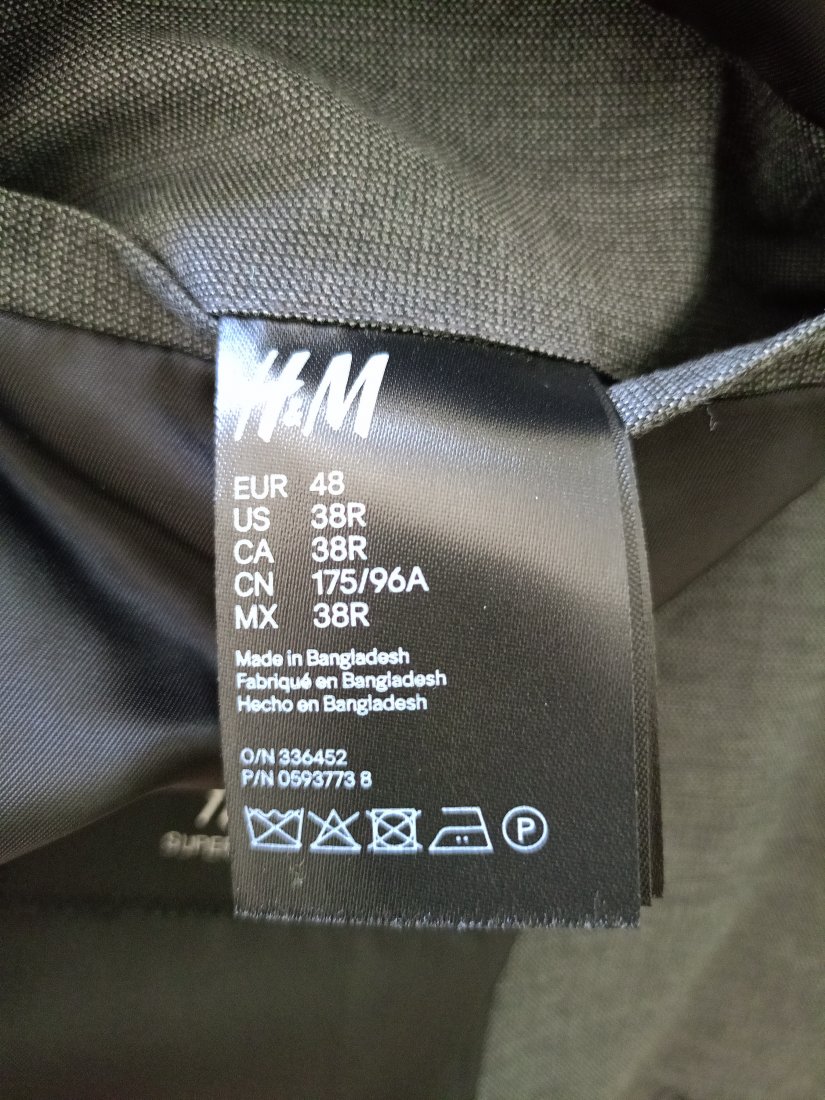 H&M
EUR 48
US 38R
CA 38R
CN 175/96A
MX 38R
Made in Bangladesh
Fabriqué en Bangladesh
Hecho en Bangladesh
O/N 336452
P/N 0593773 8
P